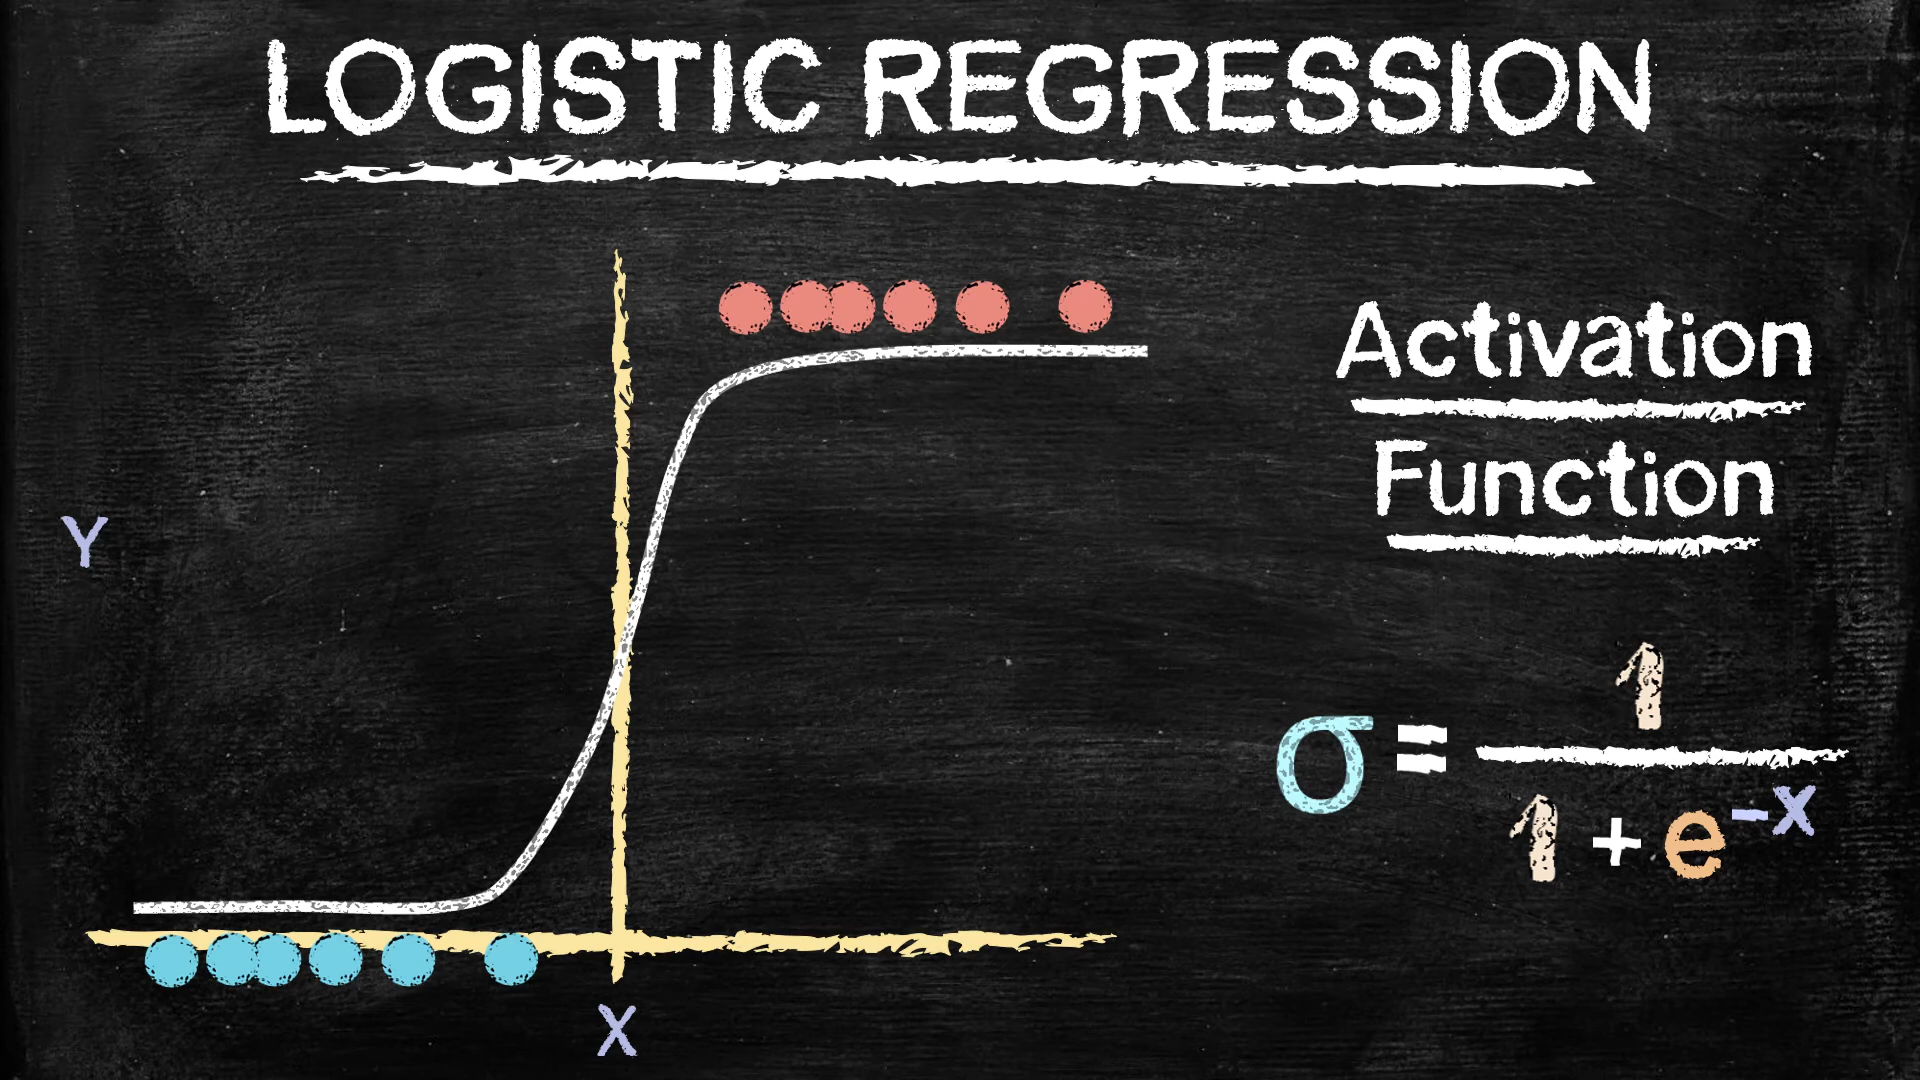 LOGISTIC REGRESSION
Activation
Function
Y
σ = 1 / 1 + e^-x
X